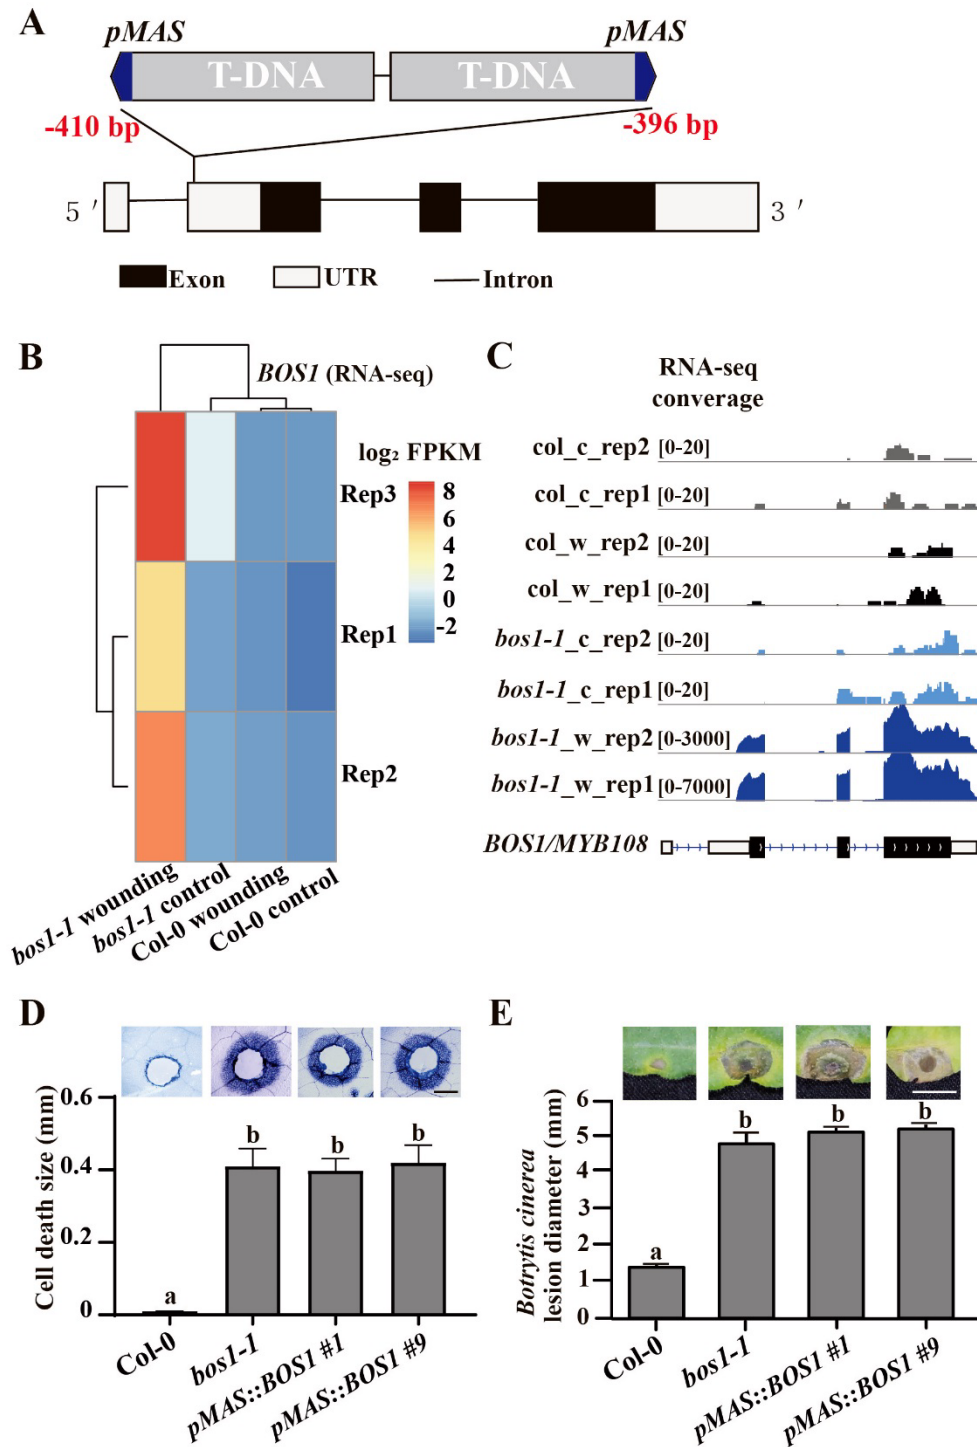 A
pMAS pMAS
T-DNA T-DNA
-410 bp -396 bp
5 ′ 3 ′
Exon UTR Intron
B
BOS1 (RNA-seq)
log₂ FPKM
8
6
4
2
0
-2
Rep3
Rep1
Rep2
bos1-1 wounding
bos1-1 control
Col-0 wounding
Col-0 control
C
RNA-seq
converage
col_c_rep2 [0-20]
col_c_rep1 [0-20]
col_w_rep2 [0-20]
col_w_rep1 [0-20]
bos1-1_c_rep2 [0-20]
bos1-1_c_rep1 [0-20]
bos1-1_w_rep2 [0-3000]
bos1-1_w_rep1 [0-7000]
BOS1/MYB108
D
Cell death size (mm)
0.6
0.4
0.2
0
a b b b
Col-0
bos1-1
pMAS::BOS1 #1
pMAS::BOS1 #9
E
Botrytis cinerea
lesion diameter (mm)
6
5
4
3
2
1
0
a b b b
Col-0
bos1-1
pMAS::BOS1 #1
pMAS::BOS1 #9